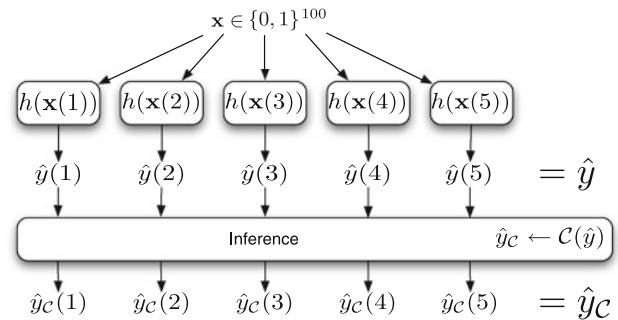 x ∈ {0, 1}¹⁰⁰
h(x(1)) h(x(2)) h(x(3)) h(x(4)) h(x(5))
ŷ(1) ŷ(2) ŷ(3) ŷ(4) ŷ(5) = ŷ
Inference ŷ_𝒞 ← 𝒞(ŷ)
ŷ_𝒞(1) ŷ_𝒞(2) ŷ_𝒞(3) ŷ_𝒞(4) ŷ_𝒞(5) = ŷ_𝒞